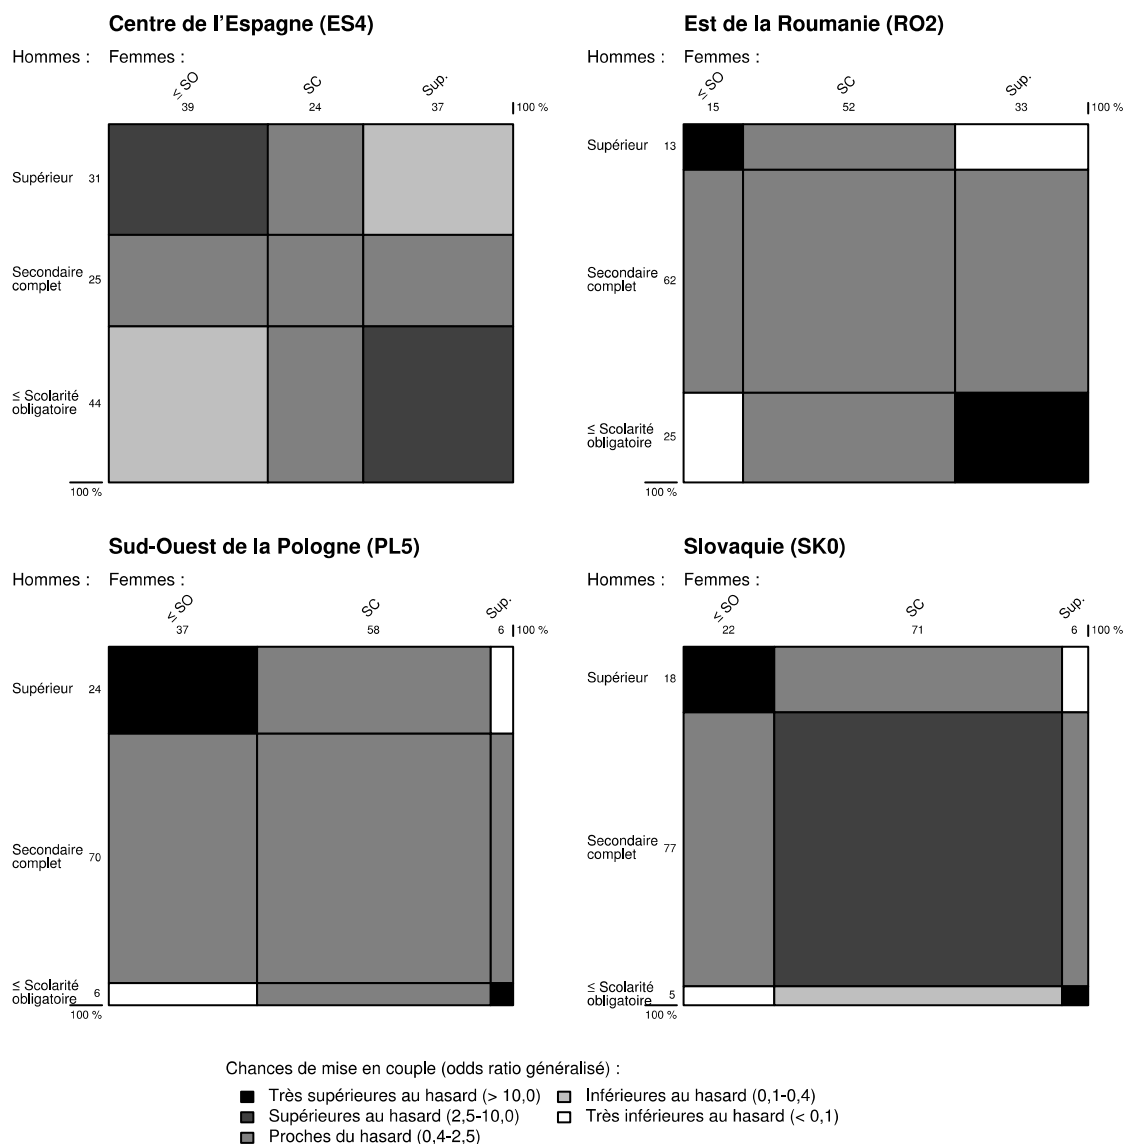 Centre de l'Espagne (ES4)
Hommes : Femmes :
≤ SO SC Sup.
39 24 37 100 %
Supérieur 31
Secondaire
complet 25
≤ Scolarité
obligatoire 44
100 %
Est de la Roumanie (RO2)
Hommes : Femmes :
≤ SO SC Sup.
15 52 33 100 %
Supérieur 13
Secondaire
complet 62
≤ Scolarité
obligatoire 25
100 %
Sud-Ouest de la Pologne (PL5)
Hommes : Femmes :
≤ SO SC Sup.
37 58 6 100 %
Supérieur 24
Secondaire
complet 70
≤ Scolarité
obligatoire 6
100 %
Slovaquie (SK0)
Hommes : Femmes :
≤ SO SC Sup.
22 71 6 100 %
Supérieur 18
Secondaire
complet 77
≤ Scolarité
obligatoire 5
100 %
Chances de mise en couple (odds ratio généralisé) :
Très supérieures au hasard (> 10,0)
Supérieures au hasard (2,5-10,0)
Proches du hasard (0,4-2,5)
Inférieures au hasard (0,1-0,4)
Très inférieures au hasard (< 0,1)